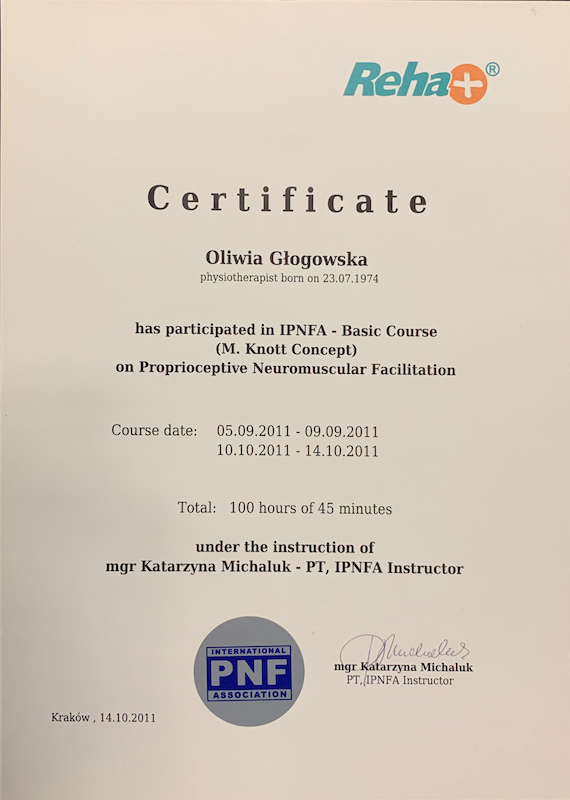 Reha+®
Certificate
Oliwia Głogowska
physiotherapist born on 23.07.1974
has participated in IPNFA - Basic Course
(M. Knott Concept)
on Proprioceptive Neuromuscular Facilitation
Course date: 05.09.2011 - 09.09.2011
10.10.2011 - 14.10.2011
Total: 100 hours of 45 minutes
under the instruction of
mgr Katarzyna Michaluk - PT, IPNFA Instructor
INTERNATIONAL
PNF
ASSOCIATION
mgr Katarzyna Michaluk
PT, IPNFA Instructor
Kraków , 14.10.2011